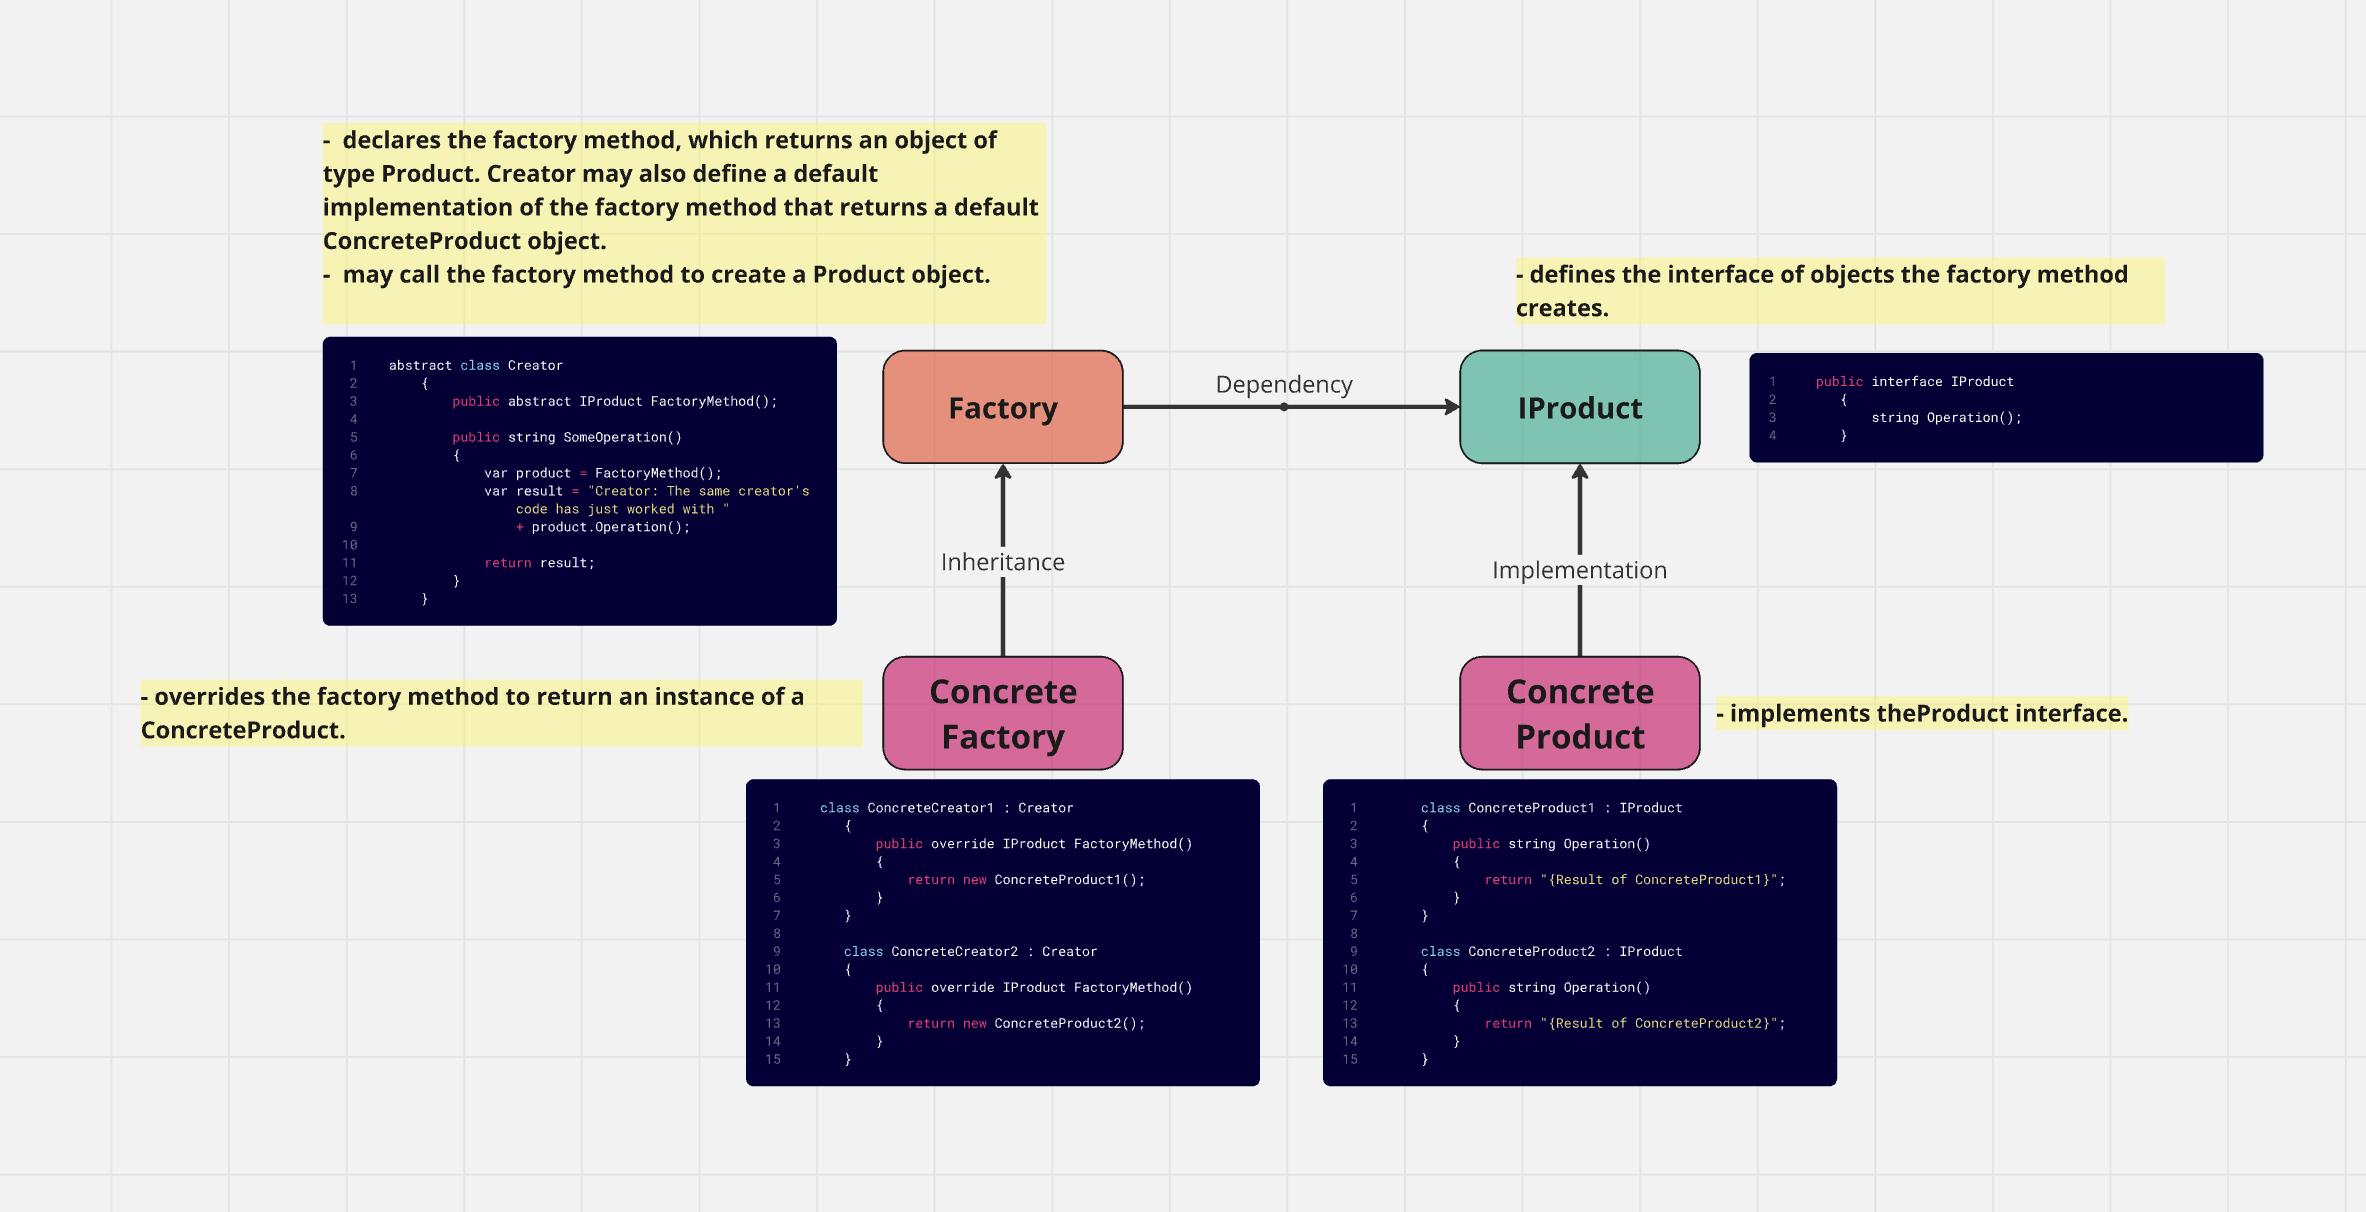 -  declares the factory method, which returns an object of
type Product. Creator may also define a default
implementation of the factory method that returns a default
ConcreteProduct object.
-  may call the factory method to create a Product object.
- defines the interface of objects the factory method
creates.
1 abstract class Creator
2 {
3 public abstract IProduct FactoryMethod();
4
5 public string SomeOperation()
6 {
7 var product = FactoryMethod();
8 var result = "Creator: The same creator's
code has just worked with "
9 + product.Operation();
10
11 return result;
12 }
13 }
Factory
Dependency
IProduct
1 public interface IProduct
2 {
3 string Operation();
4 }
Inheritance
Implementation
- overrides the factory method to return an instance of a
ConcreteProduct.
Concrete
Factory
Concrete
Product
- implements theProduct interface.
1 class ConcreteCreator1 : Creator
2 {
3 public override IProduct FactoryMethod()
4 {
5 return new ConcreteProduct1();
6 }
7 }
8
9 class ConcreteCreator2 : Creator
10 {
11 public override IProduct FactoryMethod()
12 {
13 return new ConcreteProduct2();
14 }
15 }
1 class ConcreteProduct1 : IProduct
2 {
3 public string Operation()
4 {
5 return "{Result of ConcreteProduct1}";
6 }
7 }
8
9 class ConcreteProduct2 : IProduct
10 {
11 public string Operation()
12 {
13 return "{Result of ConcreteProduct2}";
14 }
15 }